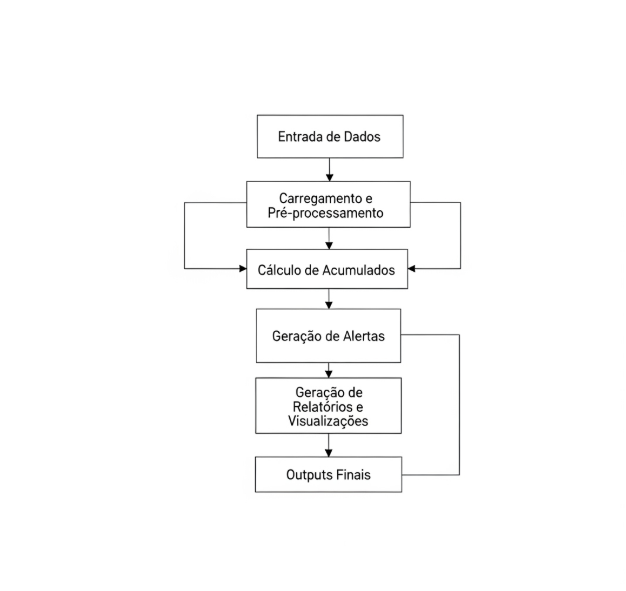 Entrada de Dados
Carregamento e
Pré-processamento
Cálculo de Acumulados
Geração de Alertas
Geração de
Relatórios e
Visualizações
Outputs Finais